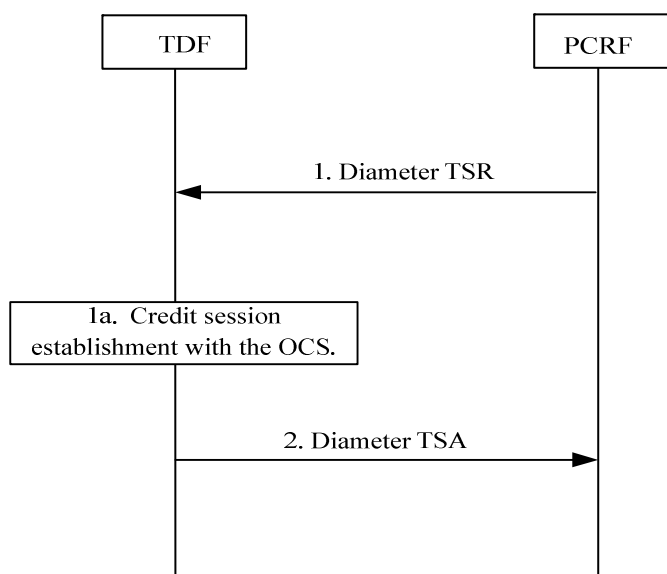 TDF
PCRF
1. Diameter TSR
1a. Credit session
establishment with the OCS.
2. Diameter TSA